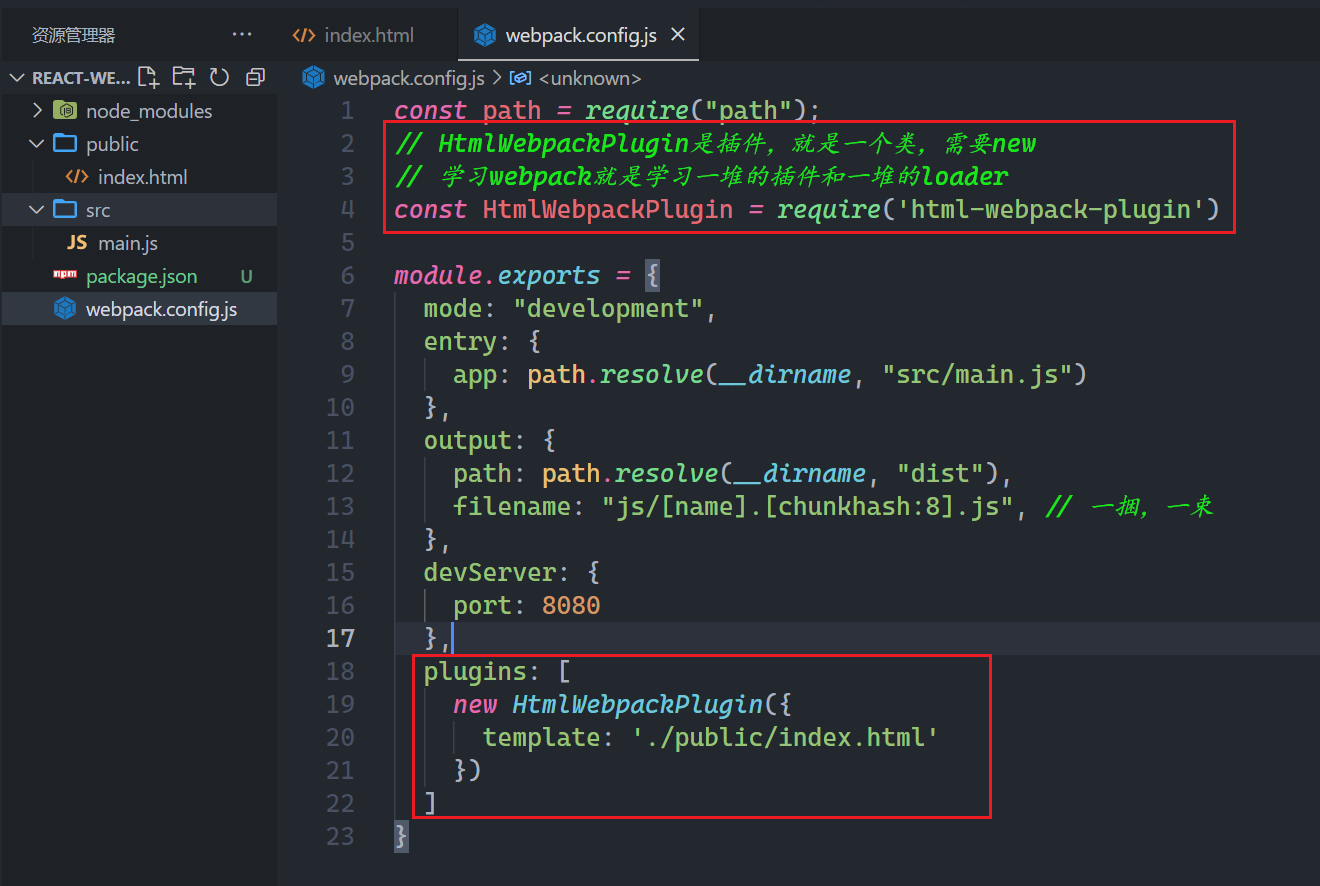 资源管理器 ···
index.html
webpack.config.js
REACT-WE...
webpack.config.js > <unknown>
node_modules
public
index.html
src
JS main.js
npm package.json U
webpack.config.js
1 const path = require("path");
2 // HtmlWebpackPlugin是插件，就是一个类，需要new
3 // 学习webpack就是学习一堆的插件和一堆的loader
4 const HtmlWebpackPlugin = require('html-webpack-plugin')
5
6 module.exports = {
7 mode: "development",
8 entry: {
9 app: path.resolve(__dirname, "src/main.js")
10 },
11 output: {
12 path: path.resolve(__dirname, "dist"),
13 filename: "js/[name].[chunkhash:8].js", // 一捆，一束
14 },
15 devServer: {
16 port: 8080
17 },
18 plugins: [
19 new HtmlWebpackPlugin({
20 template: './public/index.html'
21 })
22 ]
23 }